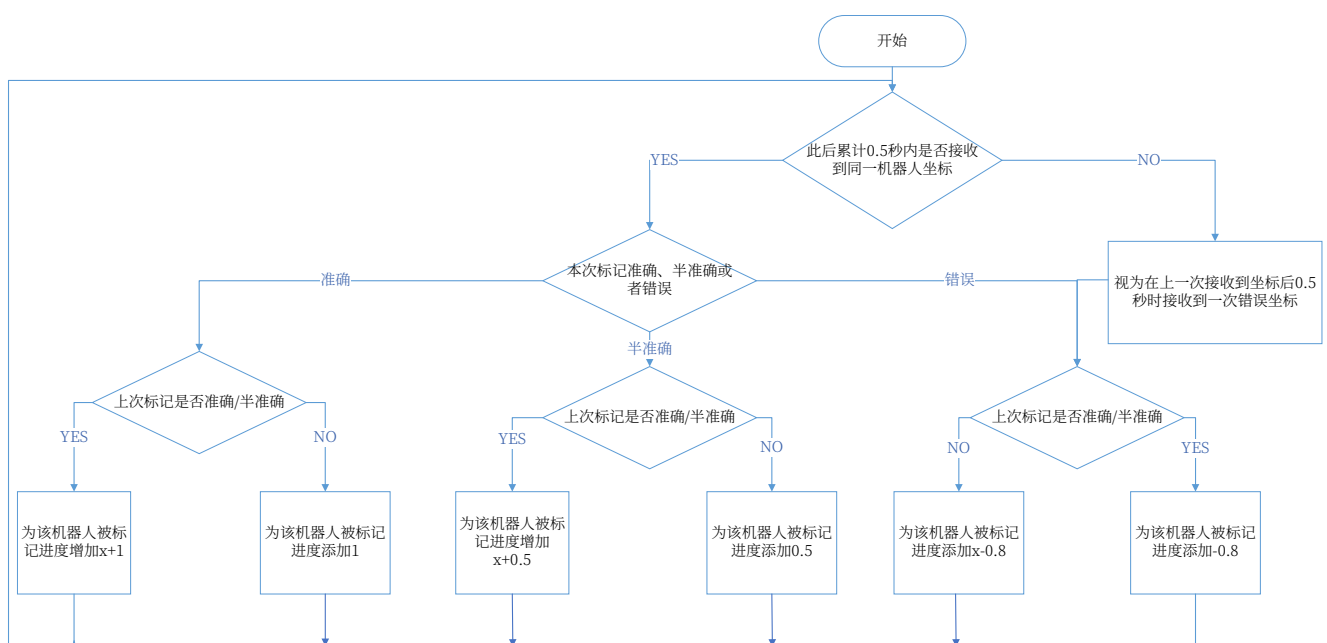 开始
此后累计0.5秒内是否接收
到同一机器人坐标
YES
NO
本次标记准确、半准确或
者错误
准确
错误
半准确
视为在上一次接收到坐标后0.5
秒时接收到一次错误坐标
上次标记是否准确/半准确
上次标记是否准确/半准确
上次标记是否准确/半准确
YES
NO
YES
NO
NO
YES
为该机器人被标
记进度增加x+1
为该机器人被标记
进度添加1
为该机器人被标
记进度增加
x+0.5
为该机器人被标记
进度添加0.5
为该机器人被标记
进度添加x-0.8
为该机器人被标记
进度添加-0.8